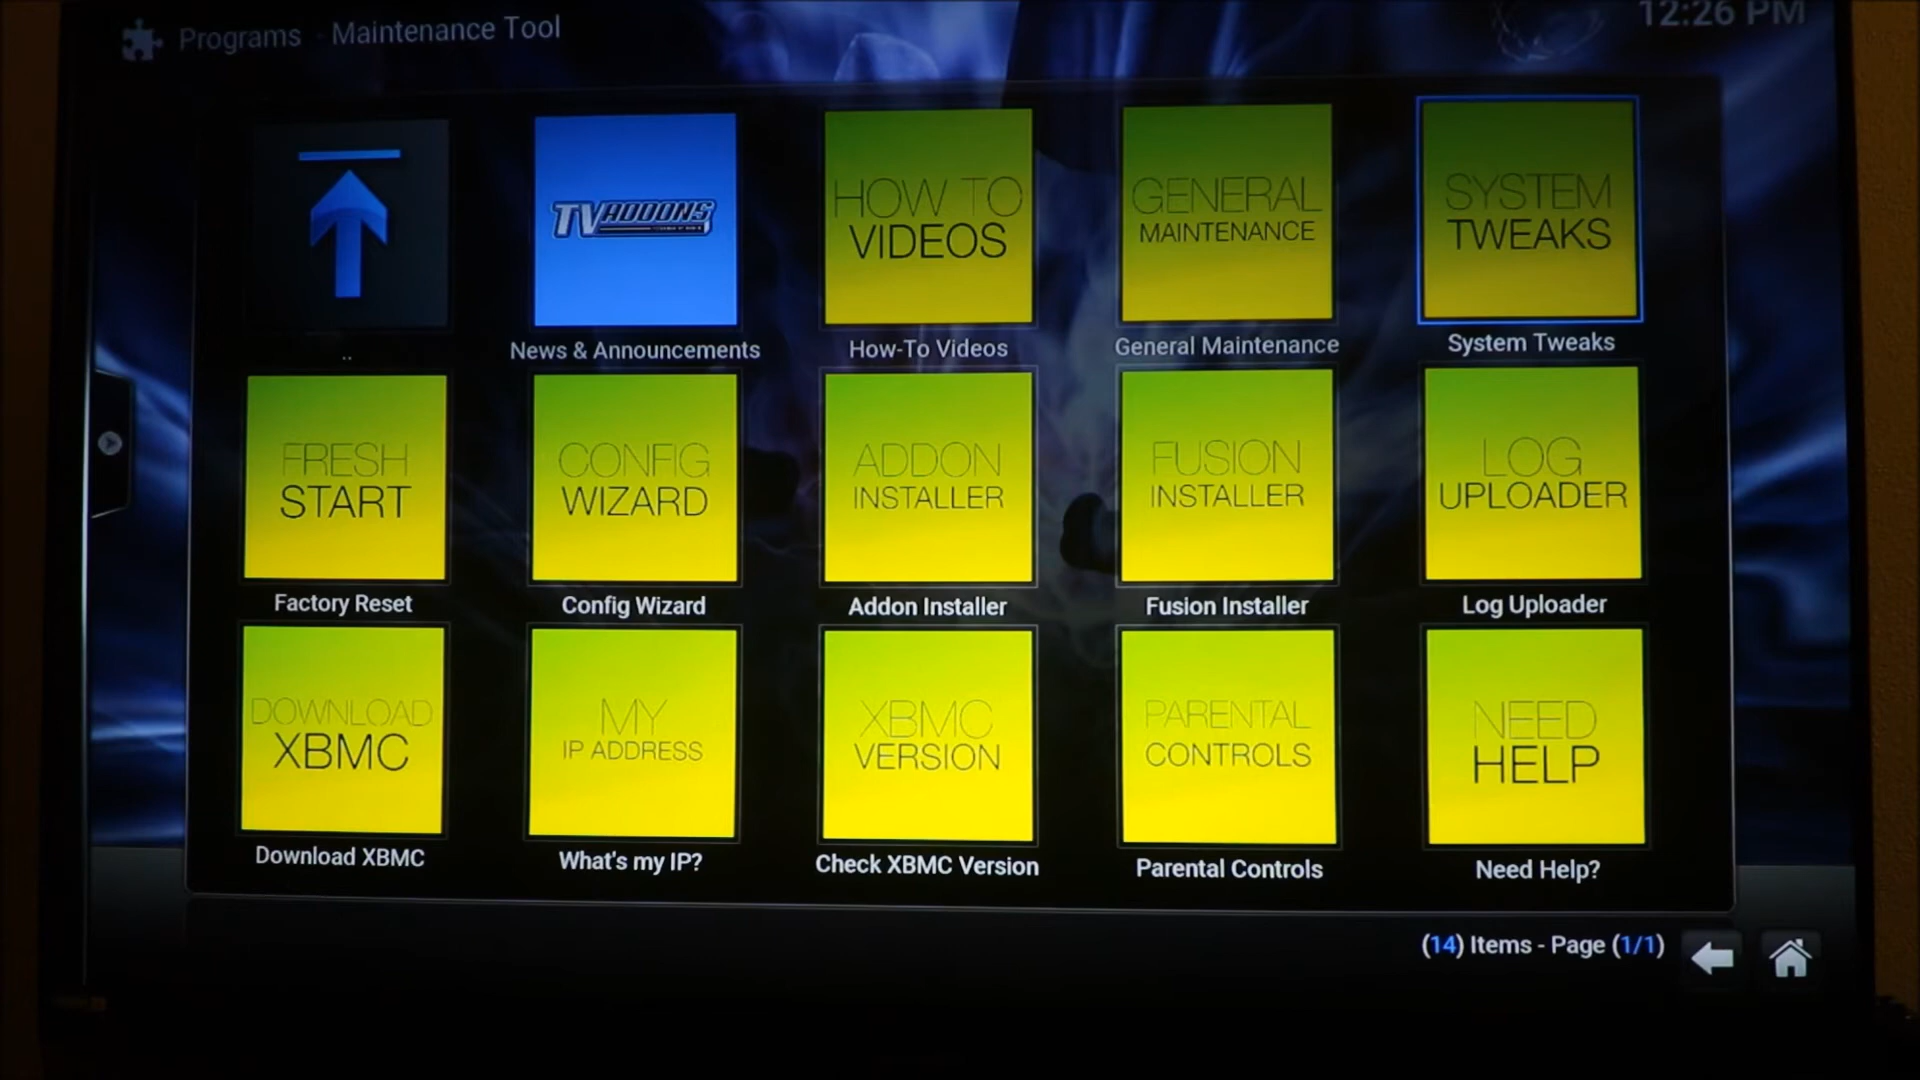 Programs - Maintenance Tool
12:26 PM
TVADDONS
HOW TO
VIDEOS
GENERAL
MAINTENANCE
SYSTEM
TWEAKS
..
News & Announcements
How-To Videos
General Maintenance
System Tweaks
FRESH
START
CONFIG
WIZARD
ADDON
INSTALLER
FUSION
INSTALLER
LOG
UPLOADER
Factory Reset
Config Wizard
Addon Installer
Fusion Installer
Log Uploader
DOWNLOAD
XBMC
MY
IP ADDRESS
XBMC
VERSION
PARENTAL
CONTROLS
NEED
HELP
Download XBMC
What's my IP?
Check XBMC Version
Parental Controls
Need Help?
(14) Items - Page (1/1)